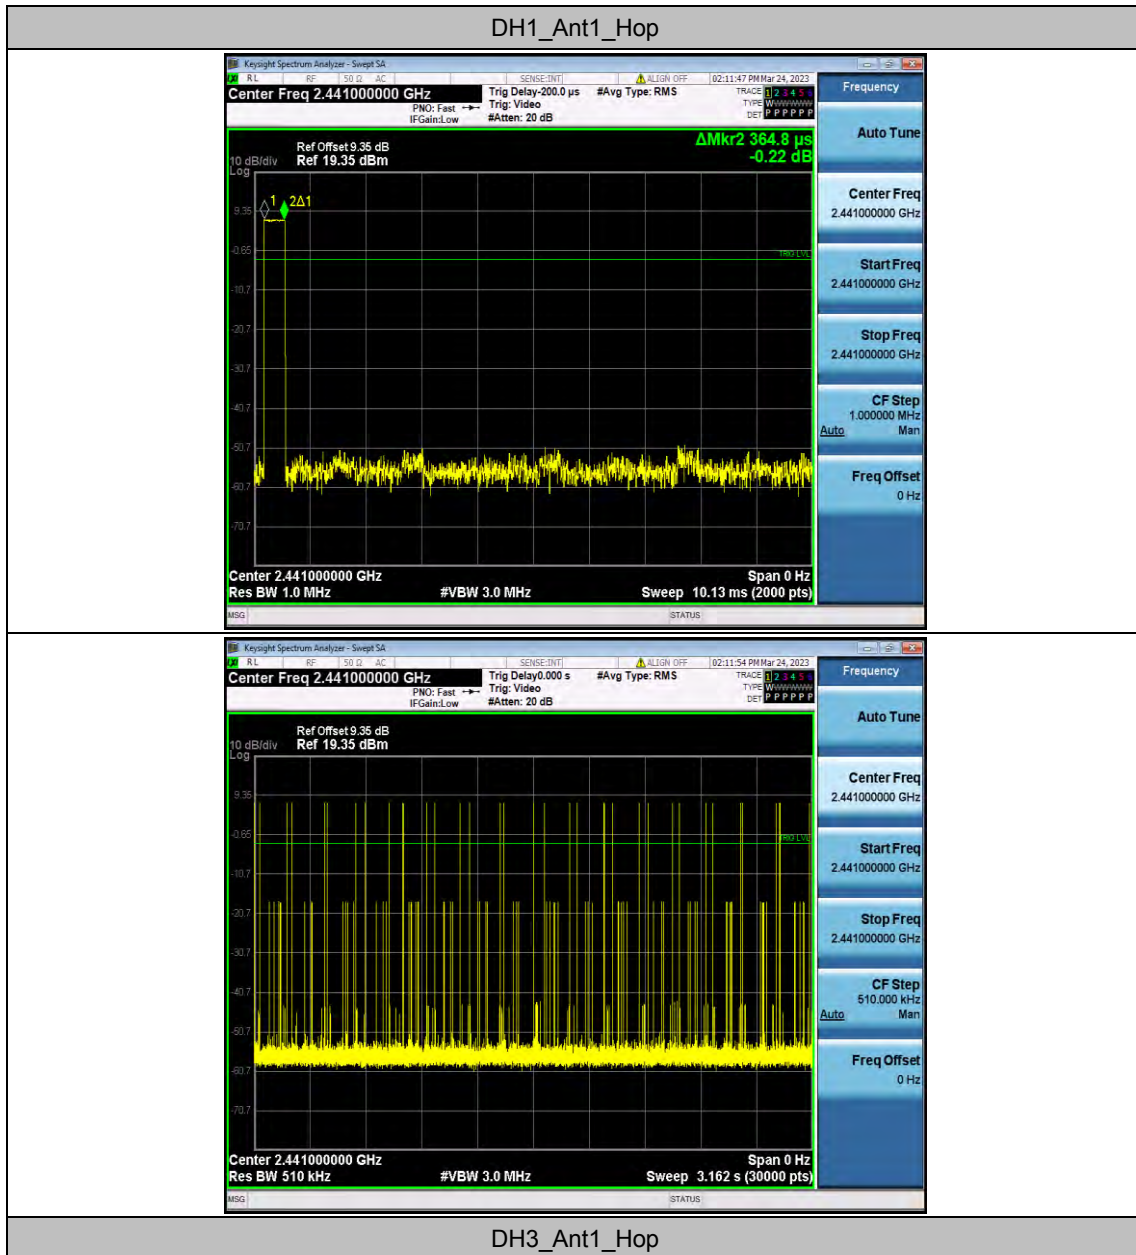 DH1_Ant1_Hop
Keysight Spectrum Analyzer - Swept SA
RL RF 50 Ω AC SENSE:INT ALIGN OFF 02:11:47 PM Mar 24, 2023
Center Freq 2.441000000 GHz
PNO: Fast
IFGain:Low
Trig Delay-200.0 µs
Trig: Video
#Atten: 20 dB
#Avg Type: RMS
TRACE 1 2 3 4 5 6
TYPE W
DET P P P P P P
Frequency
ΔMkr2 364.8 µs
-0.22 dB
Ref Offset 9.35 dB
10 dB/div Ref 19.35 dBm
Log
1 2Δ1
9.35
-0.65
TRIG LVL
-10.7
-20.7
-30.7
-40.7
-50.7
-60.7
-70.7
Center 2.441000000 GHz Span 0 Hz
Res BW 1.0 MHz #VBW 3.0 MHz Sweep 10.13 ms (2000 pts)
Auto Tune
Center Freq
2.441000000 GHz
Start Freq
2.441000000 GHz
Stop Freq
2.441000000 GHz
CF Step
1.000000 MHz
Auto Man
Freq Offset
0 Hz
MSG STATUS
Keysight Spectrum Analyzer - Swept SA
RL RF 50 Ω AC SENSE:INT ALIGN OFF 02:11:54 PM Mar 24, 2023
Center Freq 2.441000000 GHz
PNO: Fast
IFGain:Low
Trig Delay0.000 s
Trig: Video
#Atten: 20 dB
#Avg Type: RMS
TRACE 1 2 3 4 5 6
TYPE W
DET P P P P P P
Frequency
Ref Offset 9.35 dB
10 dB/div Ref 19.35 dBm
Log
9.35
-0.65
TRIG LVL
-10.7
-20.7
-30.7
-40.7
-50.7
-60.7
-70.7
Center 2.441000000 GHz Span 0 Hz
Res BW 510 kHz #VBW 3.0 MHz Sweep 3.162 s (30000 pts)
Auto Tune
Center Freq
2.441000000 GHz
Start Freq
2.441000000 GHz
Stop Freq
2.441000000 GHz
CF Step
510.000 kHz
Auto Man
Freq Offset
0 Hz
MSG STATUS
DH3_Ant1_Hop